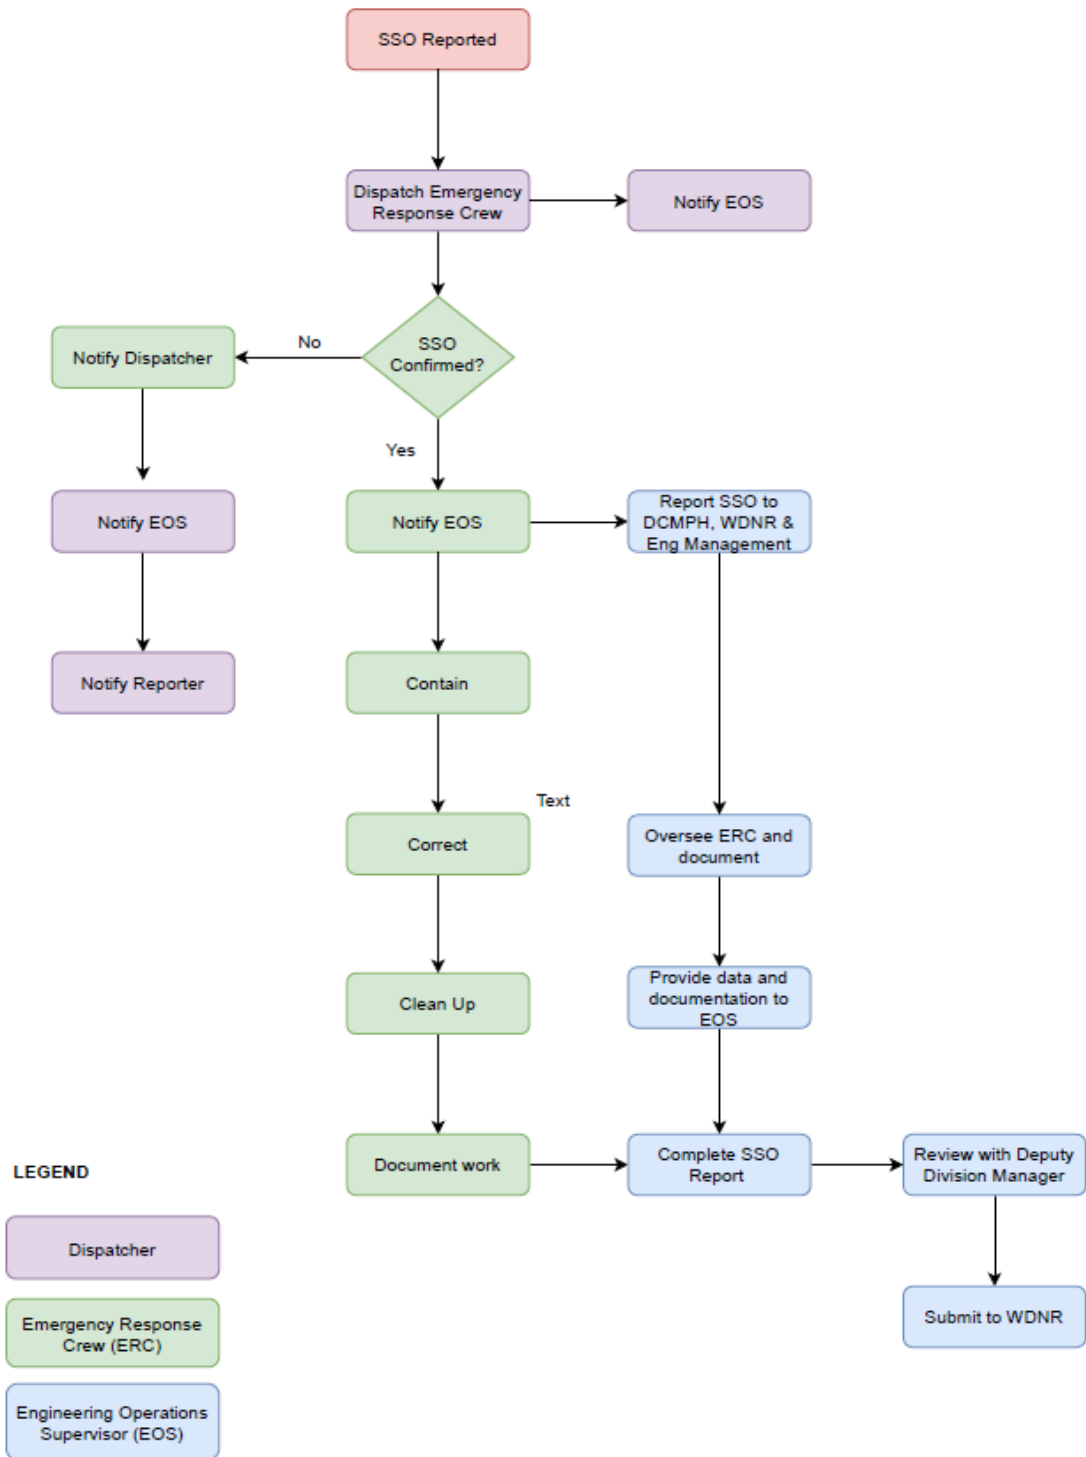 SSO Reported
Dispatch Emergency
Response Crew
Notify EOS
SSO
Confirmed?
No
Notify Dispatcher
Yes
Notify EOS
Notify EOS
Report SSO to
DCMPH, WDNR &
Eng Management
Notify Reporter
Contain
Text
Correct
Oversee ERC and
document
Clean Up
Provide data and
documentation to
EOS
Document work
Complete SSO
Report
Review with Deputy
Division Manager
Submit to WDNR
LEGEND
Dispatcher
Emergency Response
Crew (ERC)
Engineering Operations
Supervisor (EOS)